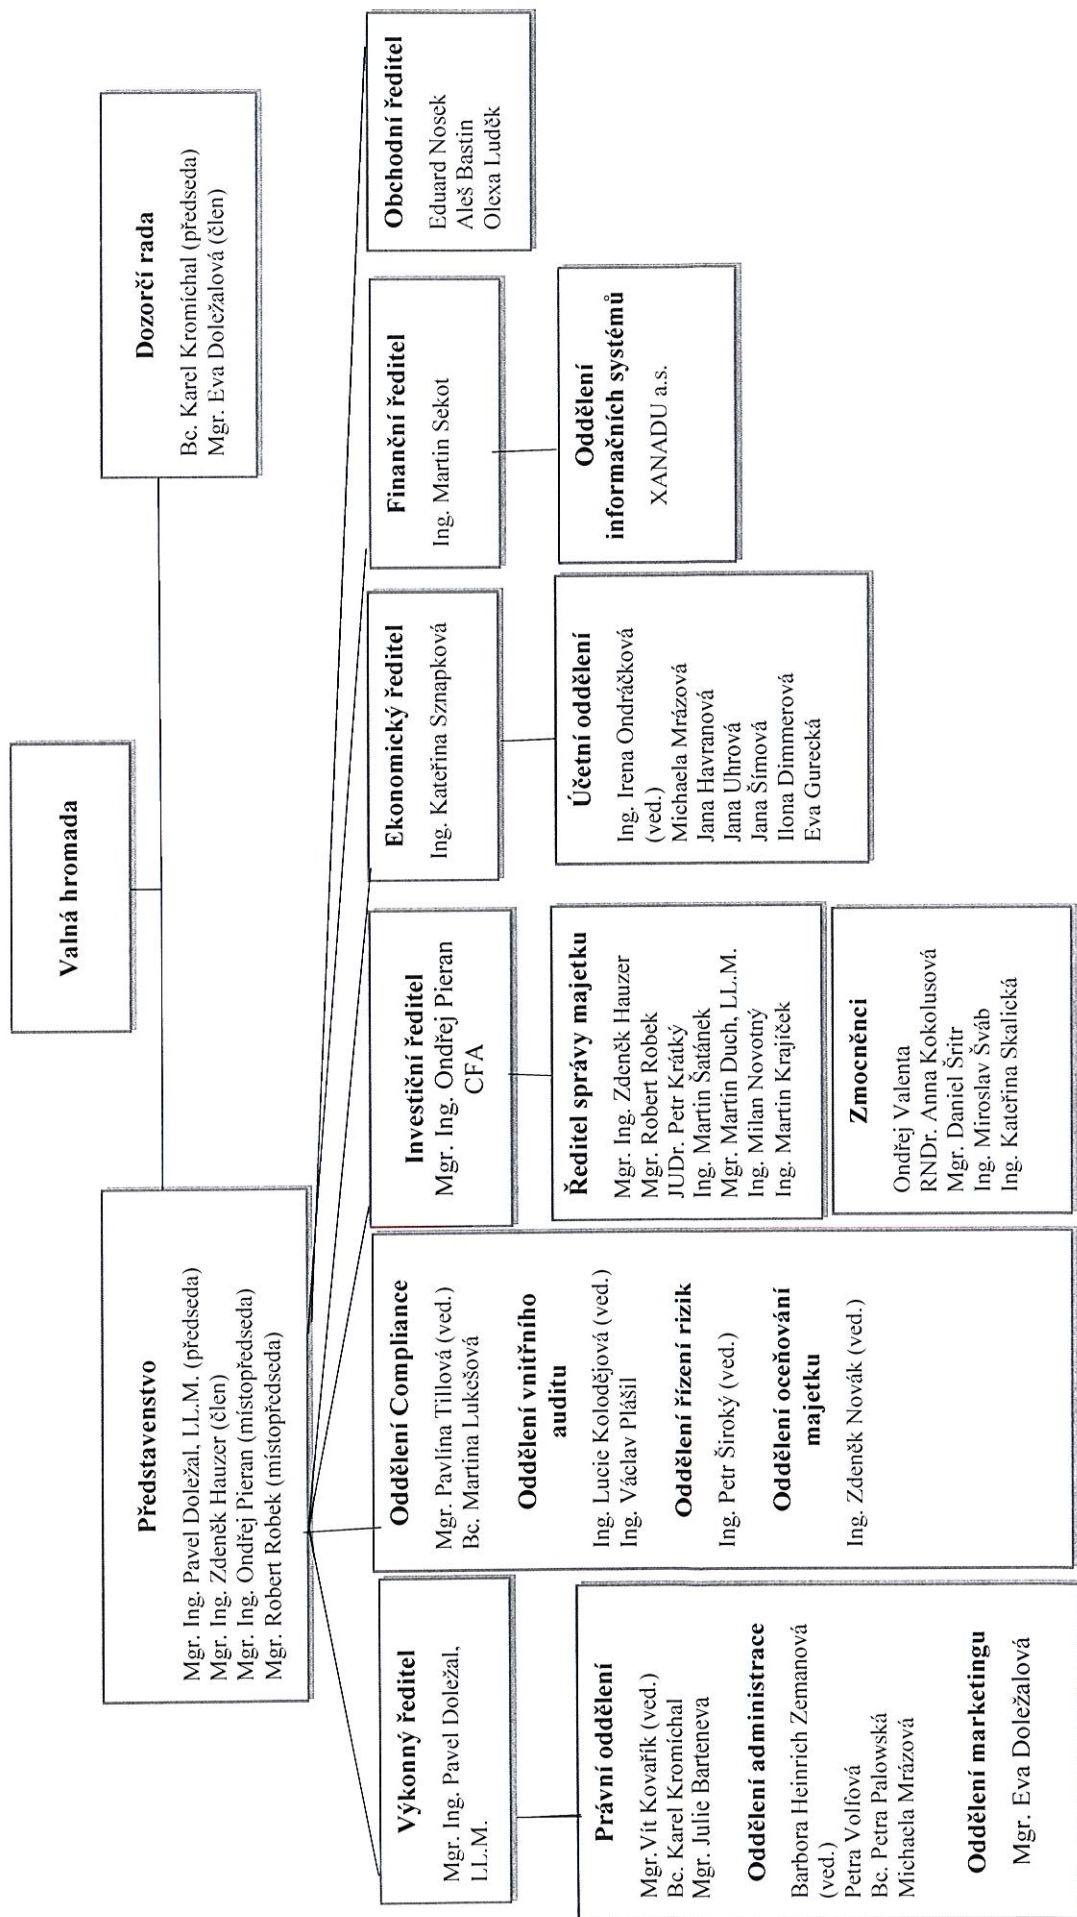 Valná hromada
Představenstvo
Mgr. Ing. Pavel Doležal, LL.M. (předseda)
Mgr. Ing. Zdeněk Hauzer (člen)
Mgr. Ing. Ondřej Pieran (místopředseda)
Mgr. Robert Robek (místopředseda)
Dozorčí rada
Bc. Karel Kromíchal (předseda)
Mgr. Eva Doležalová (člen)
Výkonný ředitel
Mgr. Ing. Pavel Doležal,
LL.M.
Právní oddělení
Mgr. Vít Kovařík (ved.)
Bc. Karel Kromíchal
Mgr. Julie Barteneva
Oddělení administrace
Barbora Heinrich Zemanová
(ved.)
Petra Volfová
Bc. Petra Palowská
Michaela Mrázová
Oddělení marketingu
Mgr. Eva Doležalová
Oddělení Compliance
Mgr. Pavlína Tillová (ved.)
Bc. Martina Lukešová
Oddělení vnitřního
auditu
Ing. Lucie Kolodějová (ved.)
Ing. Václav Plášil
Oddělení řízení rizik
Ing. Petr Široký (ved.)
Oddělení oceňování
majetku
Ing. Zdeněk Novák (ved.)
Investiční ředitel
Mgr. Ing. Ondřej Pieran
CFA
Ředitel správy majetku
Mgr. Ing. Zdeněk Hauzer
Mgr. Robert Robek
JUDr. Petr Krátký
Ing. Martin Šatánek
Mgr. Martin Duch, LL.M.
Ing. Milan Novotný
Ing. Martin Krajíček
Zmocněnci
Ondřej Valenta
RNDr. Anna Kokolusová
Mgr. Daniel Šritr
Ing. Miroslav Šváb
Ing. Kateřina Skalická
Ekonomický ředitel
Ing. Kateřina Sznapková
Účetní oddělení
Ing. Irena Ondráčková
(ved.)
Michaela Mrázová
Jana Havranová
Jana Uhrová
Jana Šímová
Ilona Dimmerová
Eva Gurecká
Finanční ředitel
Ing. Martin Sekot
Oddělení
informačních systémů
XANADU a.s.
Obchodní ředitel
Eduard Nosek
Aleš Bastin
Olexa Luděk